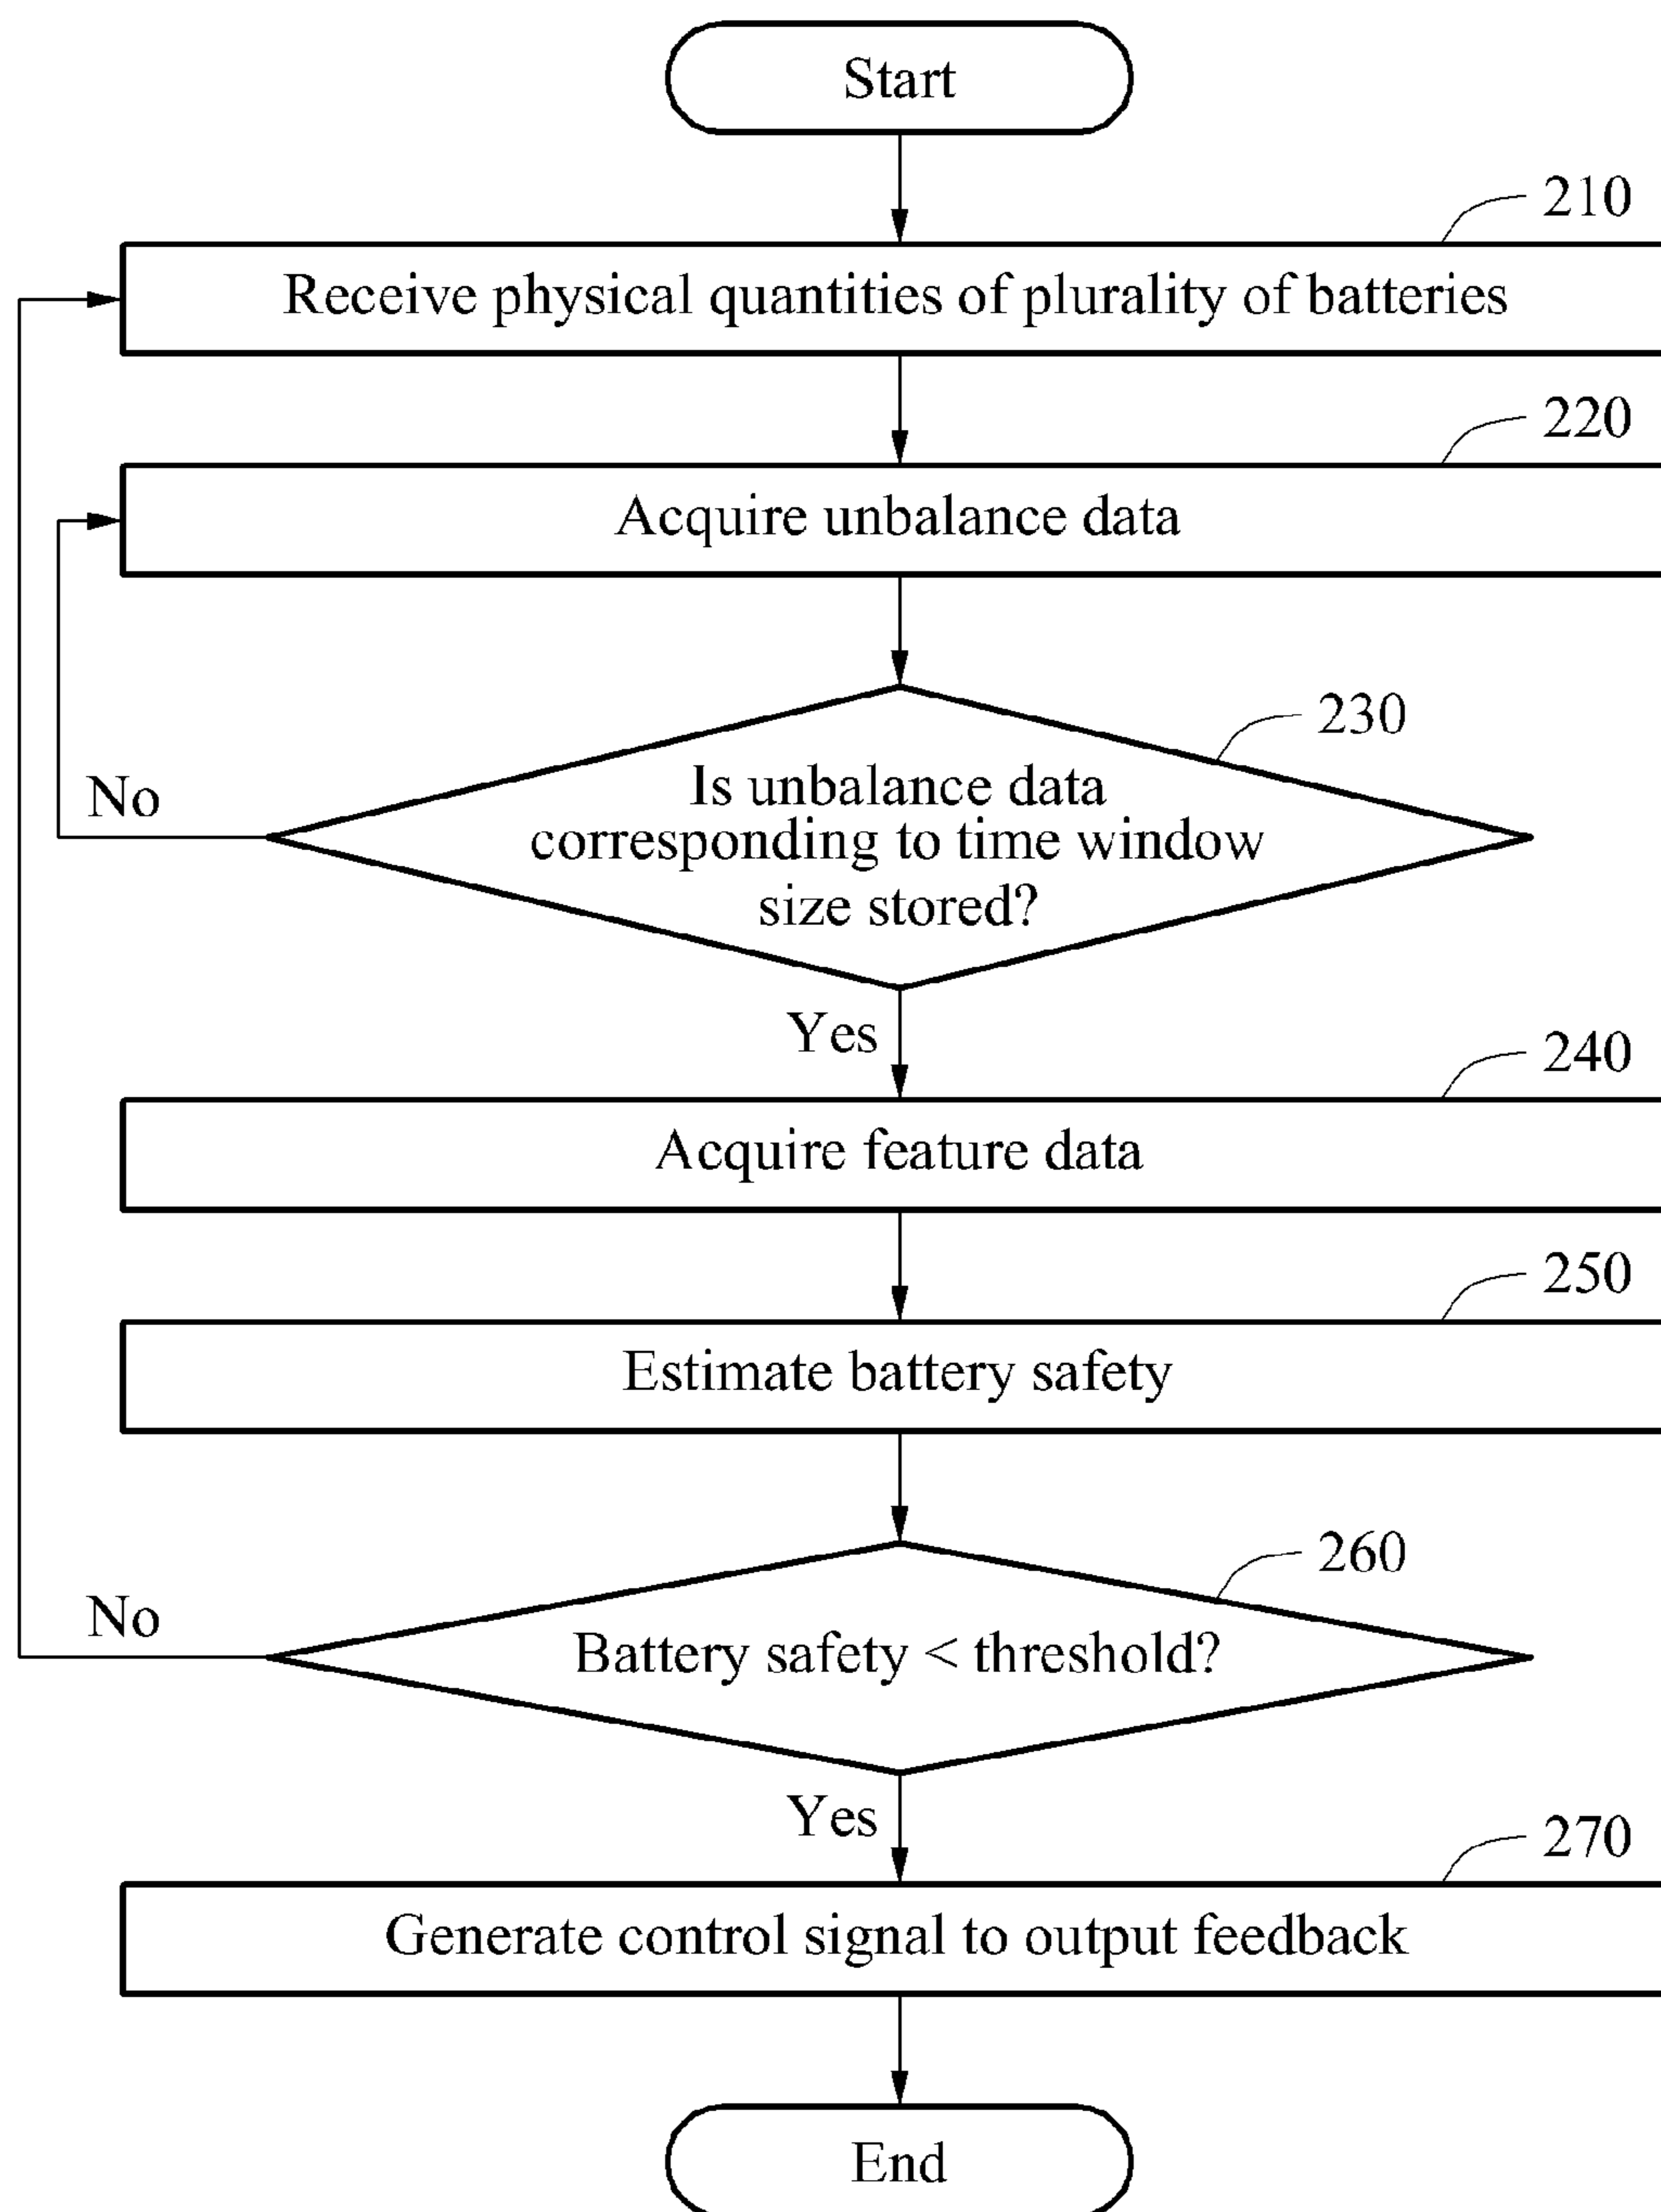 Start
210
Receive physical quantities of plurality of batteries
220
Acquire unbalance data
230
Is unbalance data
corresponding to time window
size stored?
No
Yes
240
Acquire feature data
250
Estimate battery safety
260
Battery safety < threshold?
No
Yes
270
Generate control signal to output feedback
End